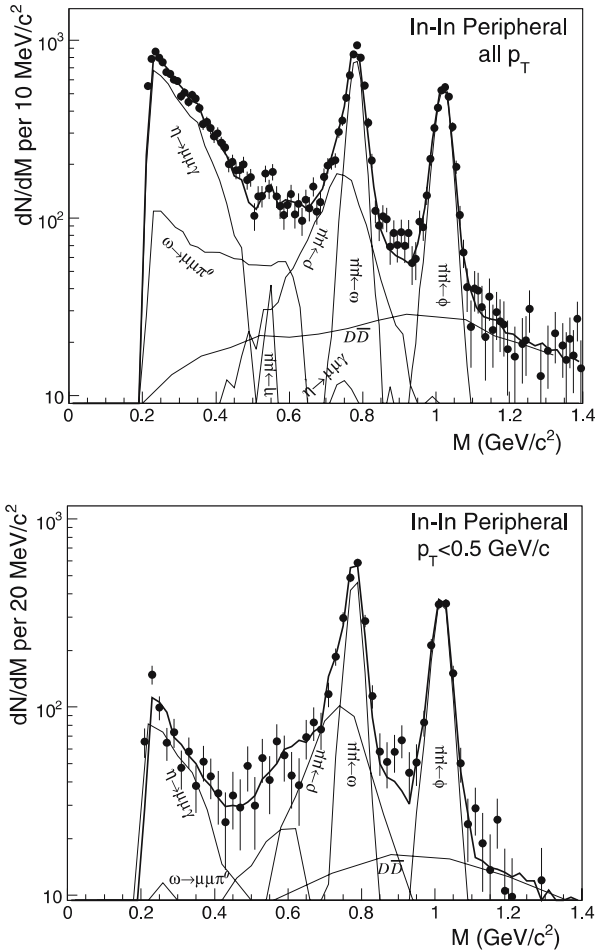 In-In Peripheral
all p_T
dN/dM per 10 MeV/c²
10³
10²
10
η→μμγ
ω→μμπ⁰
η→μμ
ρ→μμ
η→μμγ
ω→μμ
DD̅
φ→μμ
0 0.2 0.4 0.6 0.8 1 1.2 1.4
M (GeV/c²)
In-In Peripheral
p_T<0.5 GeV/c
dN/dM per 20 MeV/c²
10³
10²
10
η→μμγ
ω→μμπ⁰
ρ→μμ
ω→μμ
DD̅
φ→μμ
0 0.2 0.4 0.6 0.8 1 1.2 1.4
M (GeV/c²)